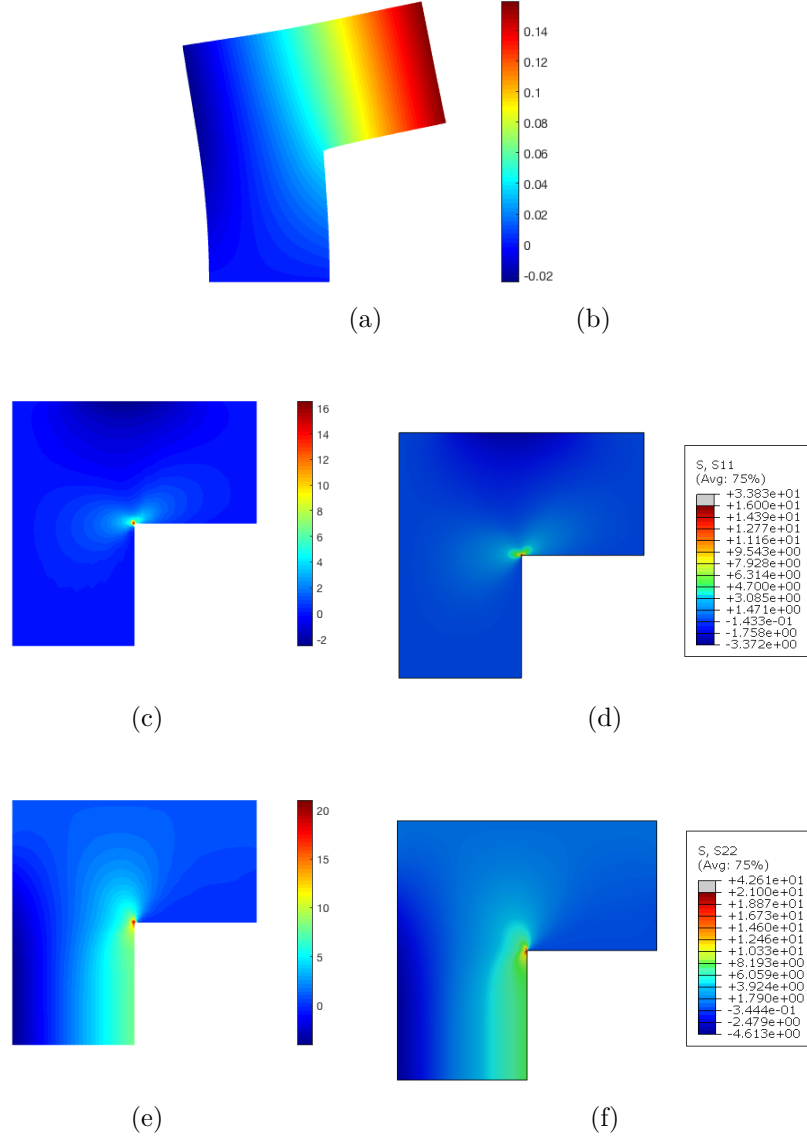 0.14
0.12
0.1
0.08
0.06
0.04
0.02
0
-0.02
(a)
(b)
16
14
12
10
8
6
4
2
0
-2
S, S11
(Avg: 75%)
+3.383e+01
+1.600e+01
+1.439e+01
+1.277e+01
+1.116e+01
+9.543e+00
+7.928e+00
+6.314e+00
+4.700e+00
+3.085e+00
+1.471e+00
-1.433e-01
-1.758e+00
-3.372e+00
(c)
(d)
20
15
10
5
0
S, S22
(Avg: 75%)
+4.261e+01
+2.100e+01
+1.887e+01
+1.673e+01
+1.460e+01
+1.246e+01
+1.033e+01
+8.193e+00
+6.059e+00
+3.924e+00
+1.790e+00
-3.444e-01
-2.479e+00
-4.613e+00
(e)
(f)